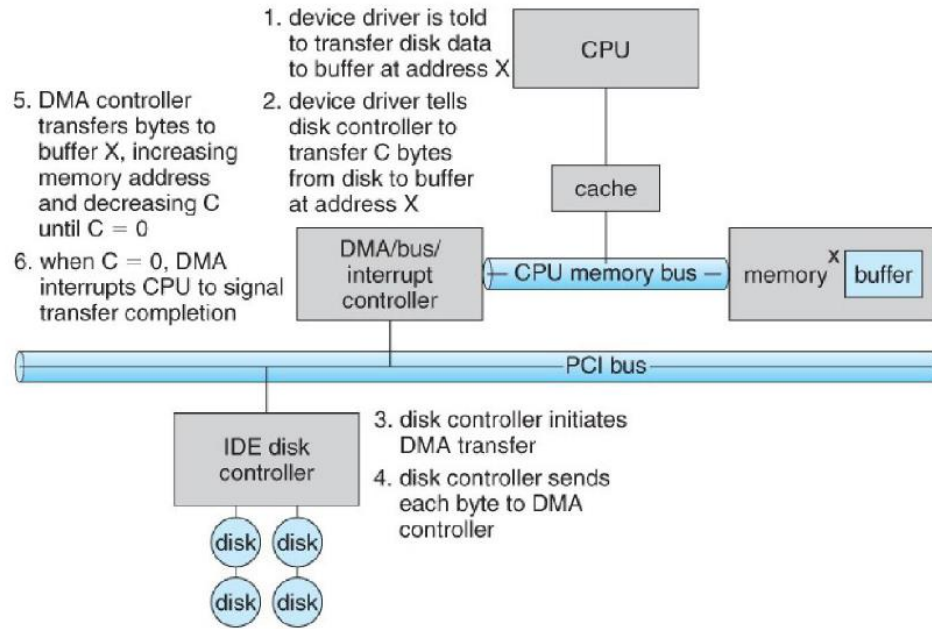 1. device driver is told
to transfer disk data
to buffer at address X
CPU
5. DMA controller
transfers bytes to
buffer X, increasing
memory address
and decreasing C
until C = 0
2. device driver tells
disk controller to
transfer C bytes
from disk to buffer
at address X
cache
6. when C = 0, DMA
interrupts CPU to signal
transfer completion
DMA/bus/
interrupt
controller
CPU memory bus
memory
x
buffer
PCI bus
IDE disk
controller
3. disk controller initiates
DMA transfer
4. disk controller sends
each byte to DMA
controller
disk
disk
disk
disk